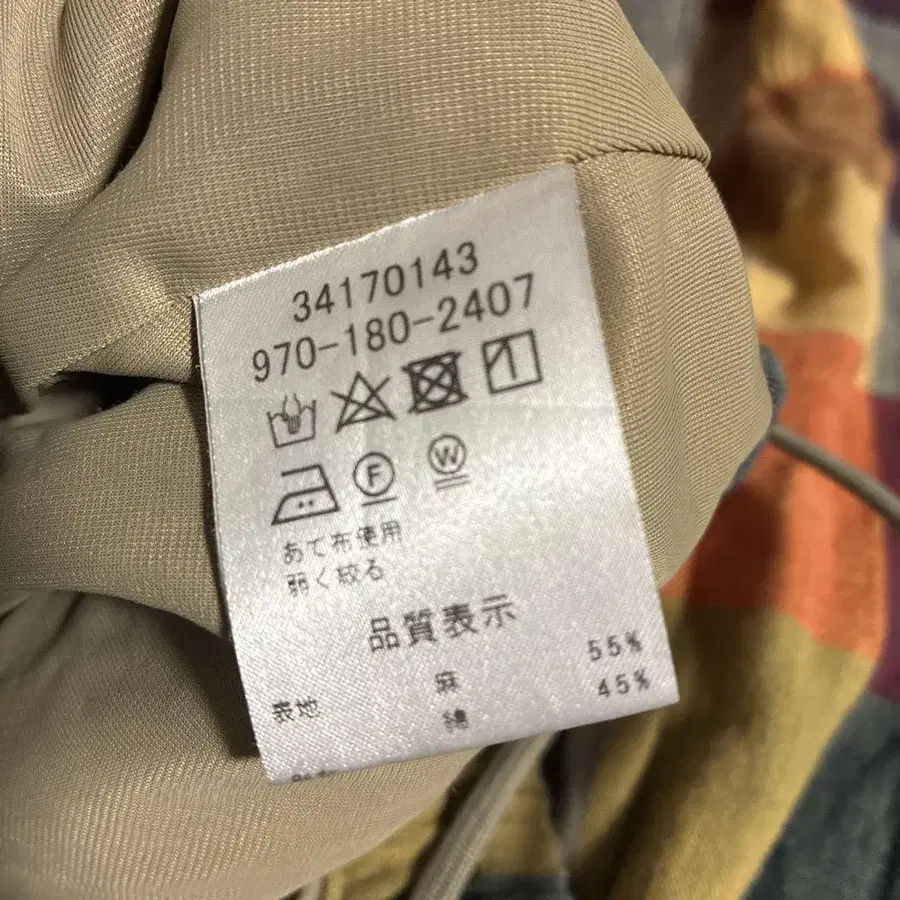 34170143
970-180-2407
F W
あて布使用
弱く絞る
品質表示
表地 麻 55%
綿 45%